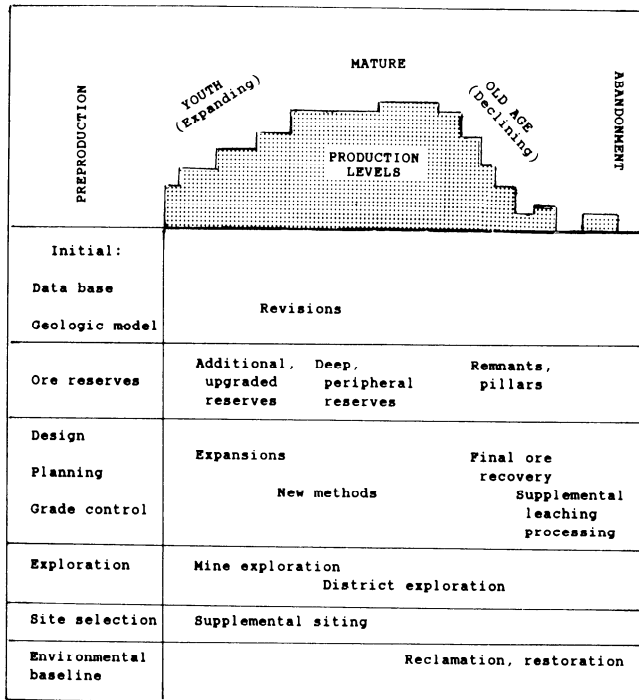 PREPRODUCTION
YOUTH
(Expanding)
MATURE
OLD AGE
(Declining)
ABANDONMENT
PRODUCTION
LEVELS
Initial:
Data base
Geologic model
Revisions
Ore reserves
Additional,
upgraded
reserves
Deep,
peripheral
reserves
Remnants,
pillars
Design
Planning
Grade control
Expansions
New methods
Final ore
recovery
Supplemental
leaching
processing
Exploration
Mine exploration
District exploration
Site selection
Supplemental siting
Environmental
baseline
Reclamation, restoration